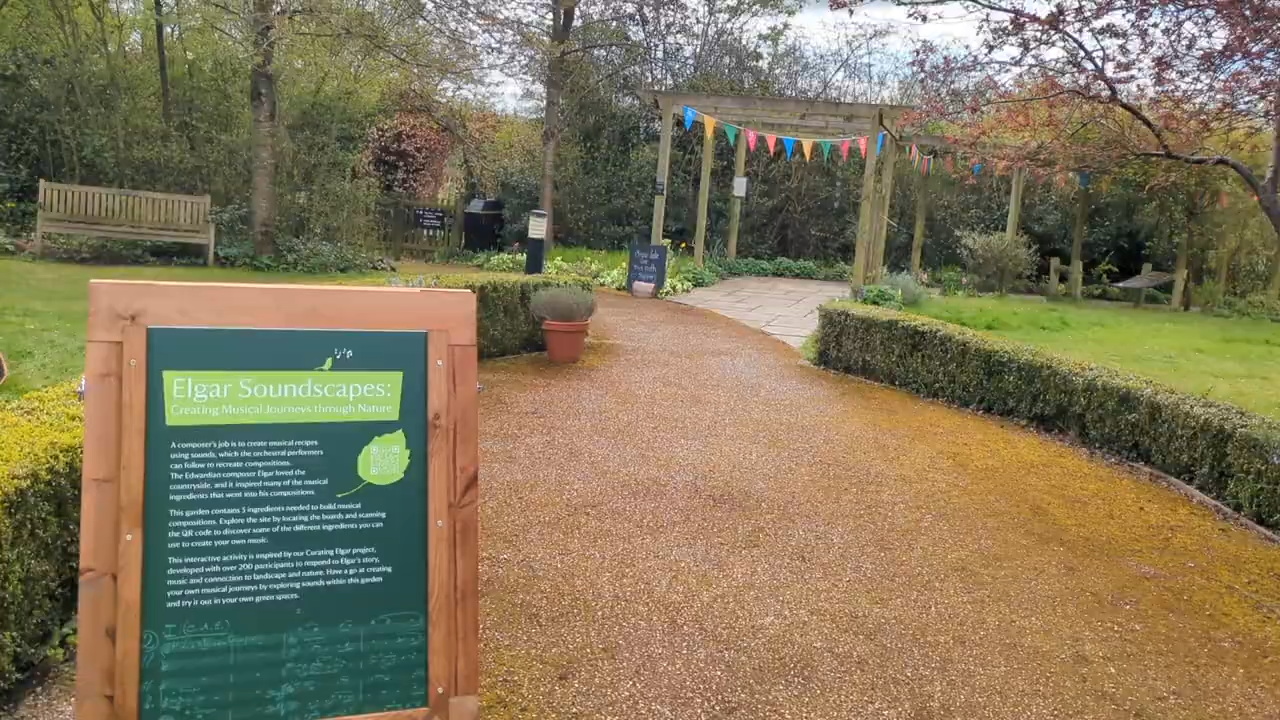 Elgar Soundscapes:
Creating Musical Journeys through Nature
A composer's job is to create musical recipes
using sounds, which the orchestral performers
can follow to recreate compositions.
The Edwardian composer Elgar loved the
countryside, and it inspired many of the musical
ingredients that went into his compositions.
This garden contains 5 ingredients needed to build musical
compositions. Explore the site by locating the boards and scanning
the QR code to discover some of the different ingredients you can
use to create your own music.
This interactive activity is inspired by our Curating Elgar project,
developed with over 200 participants to respond to Elgar's story,
music and connection to landscape and nature. Have a go at creating
your own musical journeys by exploring sounds within this garden
and try it out in your own green spaces.